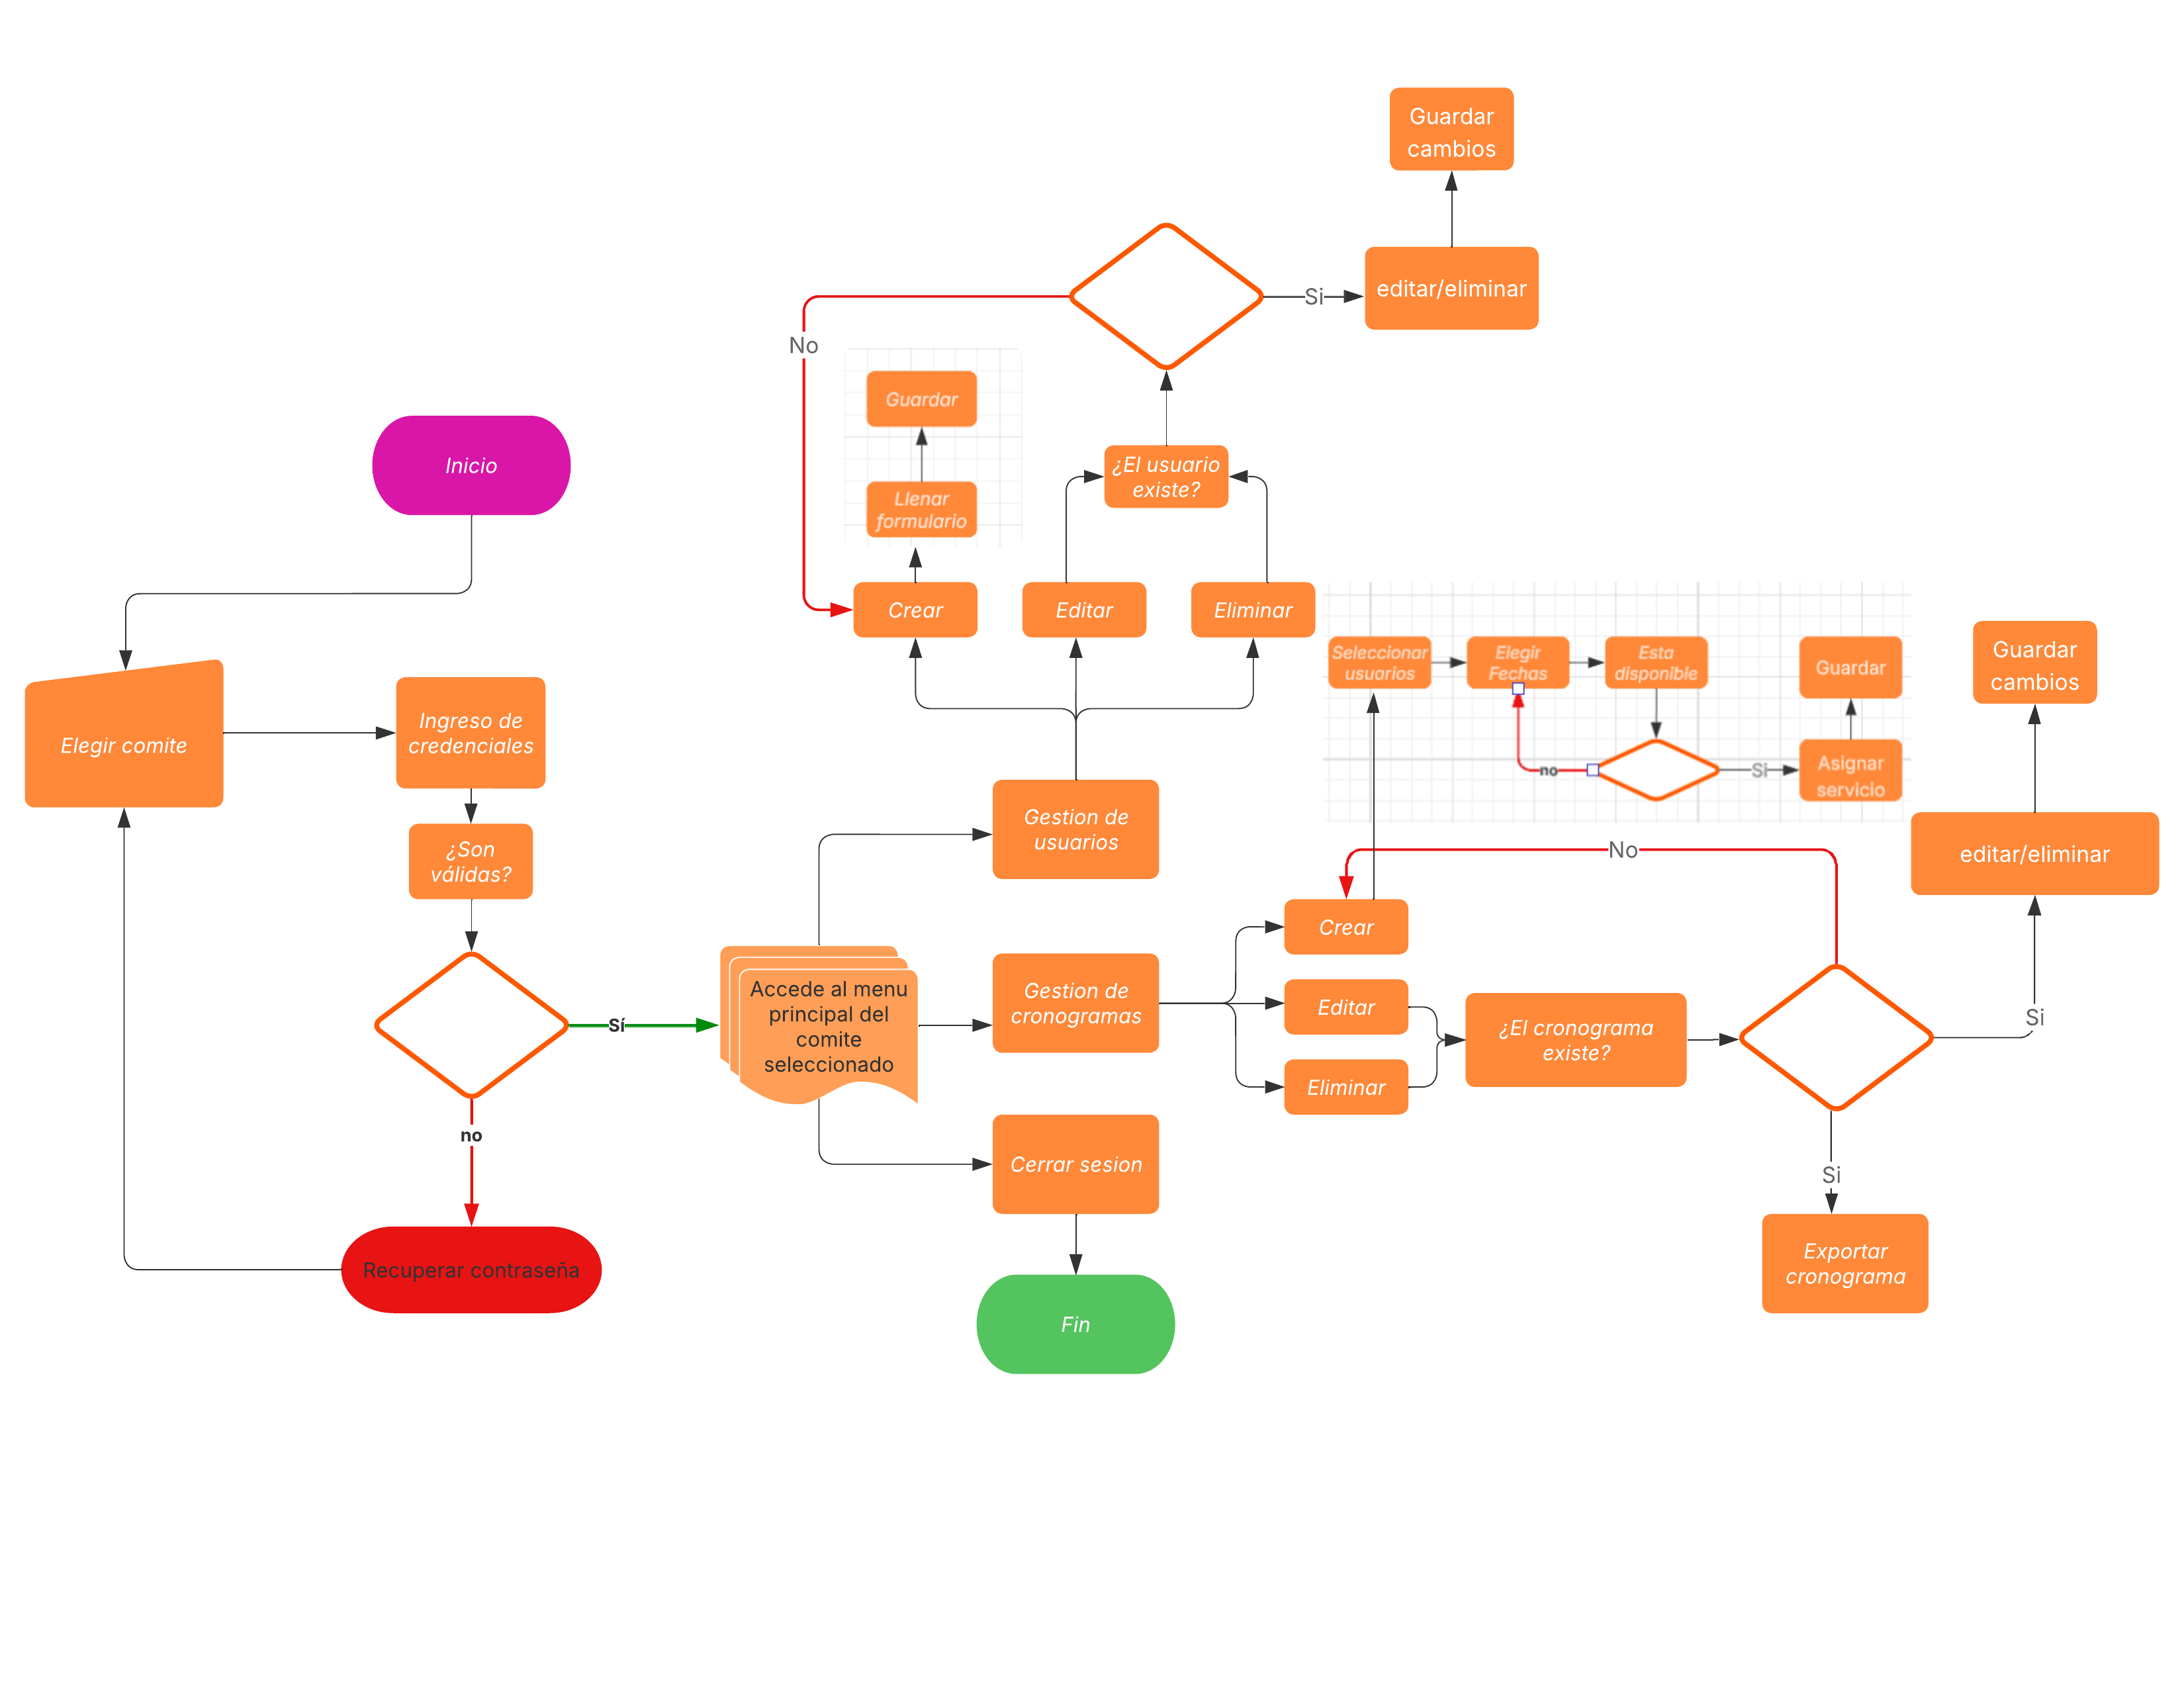 Guardar
cambios
Si
editar/eliminar
No
Guardar
Llenar
formulario
¿El usuario
existe?
Inicio
Crear
Editar
Eliminar
Seleccionar
usuarios
Elegir
Fechas
Esta
disponible
Guardar
no
Si
Asignar
servicio
Guardar
cambios
editar/eliminar
Si
Elegir comite
Ingreso de
credenciales
¿Son
válidas?
Sí
no
Recuperar contraseña
Accede al menu
principal del
comite
seleccionado
Gestion de
usuarios
Gestion de
cronogramas
Cerrar sesion
Fin
No
Crear
Editar
Eliminar
¿El cronograma
existe?
Si
Exportar
cronograma